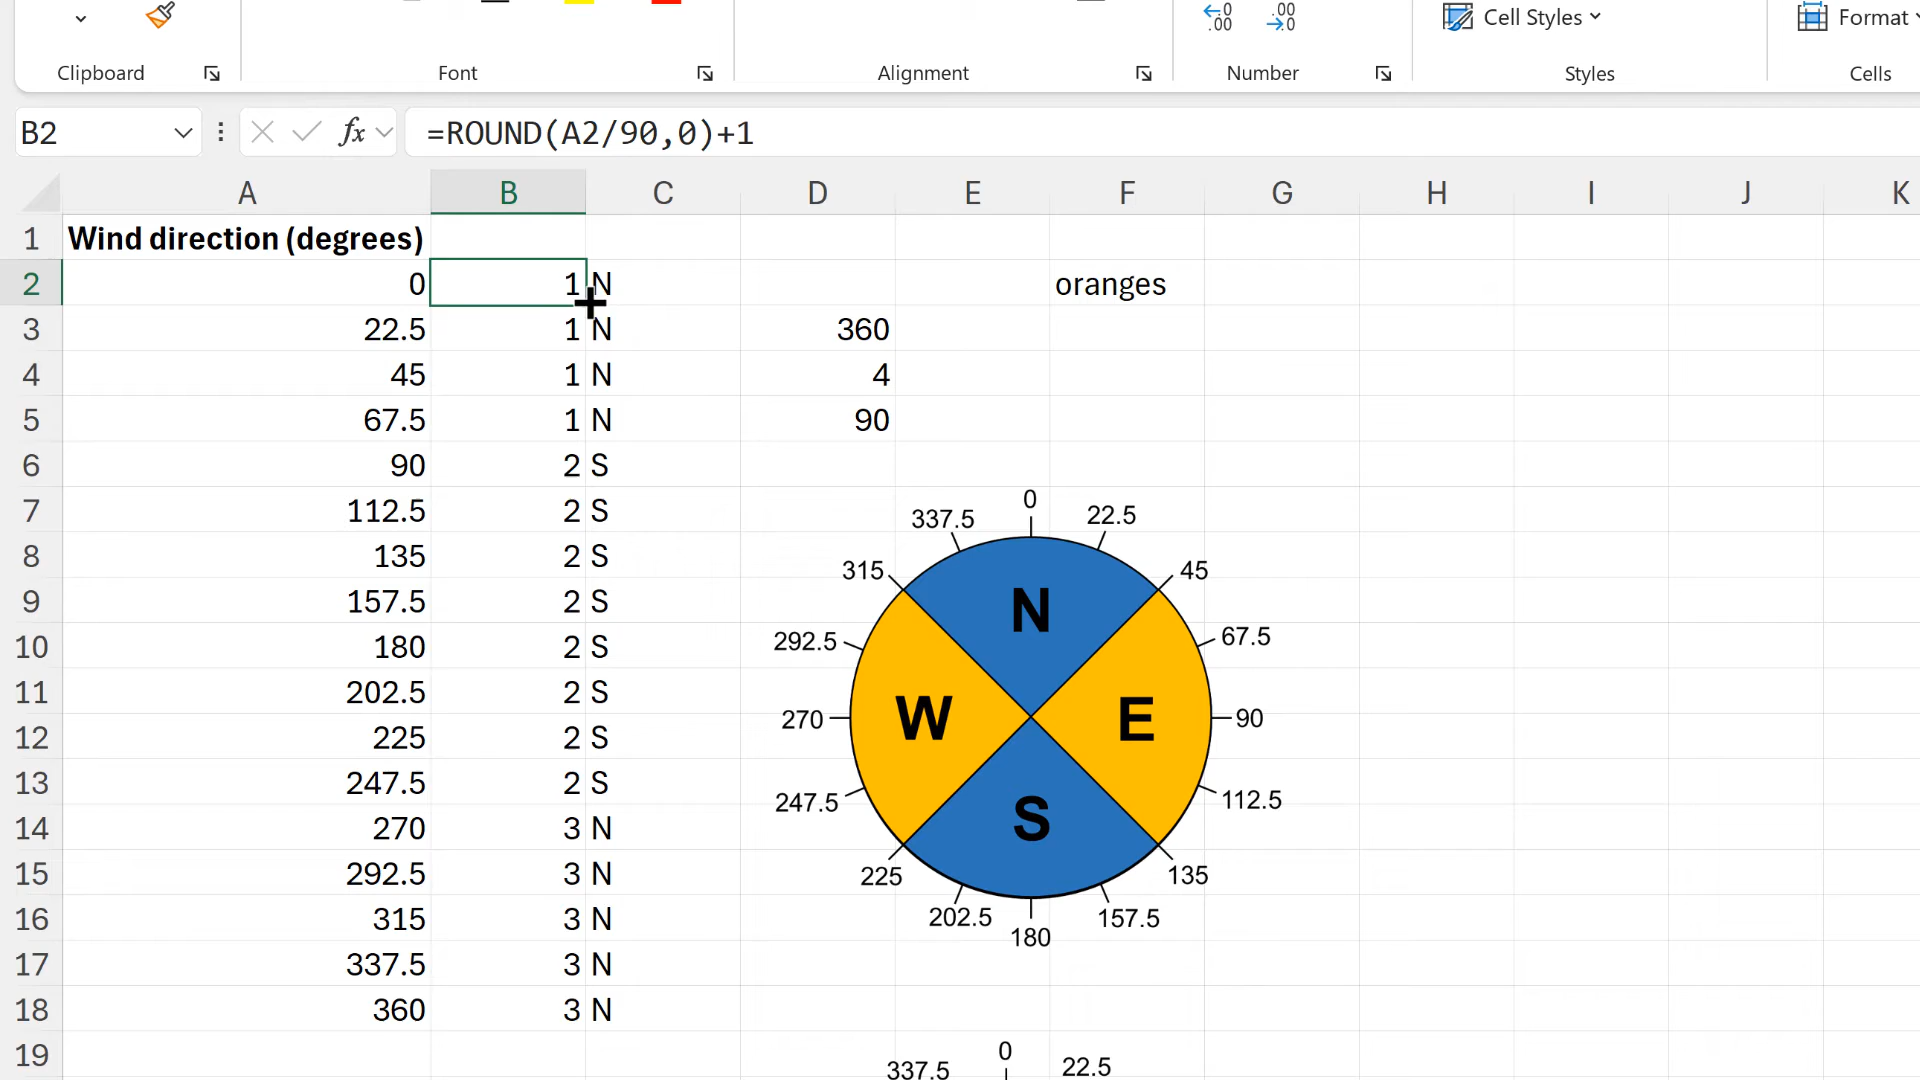 .00
.00
Cell Styles
Format
Clipboard
Font
Alignment
Number
Styles
Cells
B2
fx
=ROUND(A2/90,0)+1
A B C D E F G H I J K
1 Wind direction (degrees)
2 0 1 N oranges
3 22.5 1 N 360
4 45 1 N 4
5 67.5 1 N 90
6 90 2 S
7 112.5 2 S
8 135 2 S
9 157.5 2 S
10 180 2 S
11 202.5 2 S
12 225 2 S
13 247.5 2 S
14 270 3 N
15 292.5 3 N
16 315 3 N
17 337.5 3 N
18 360 3 N
19
0
337.5 22.5
315 45
N
292.5 67.5
270 W E 90
247.5 112.5
S
225 135
202.5 157.5
180
0
337.5 22.5